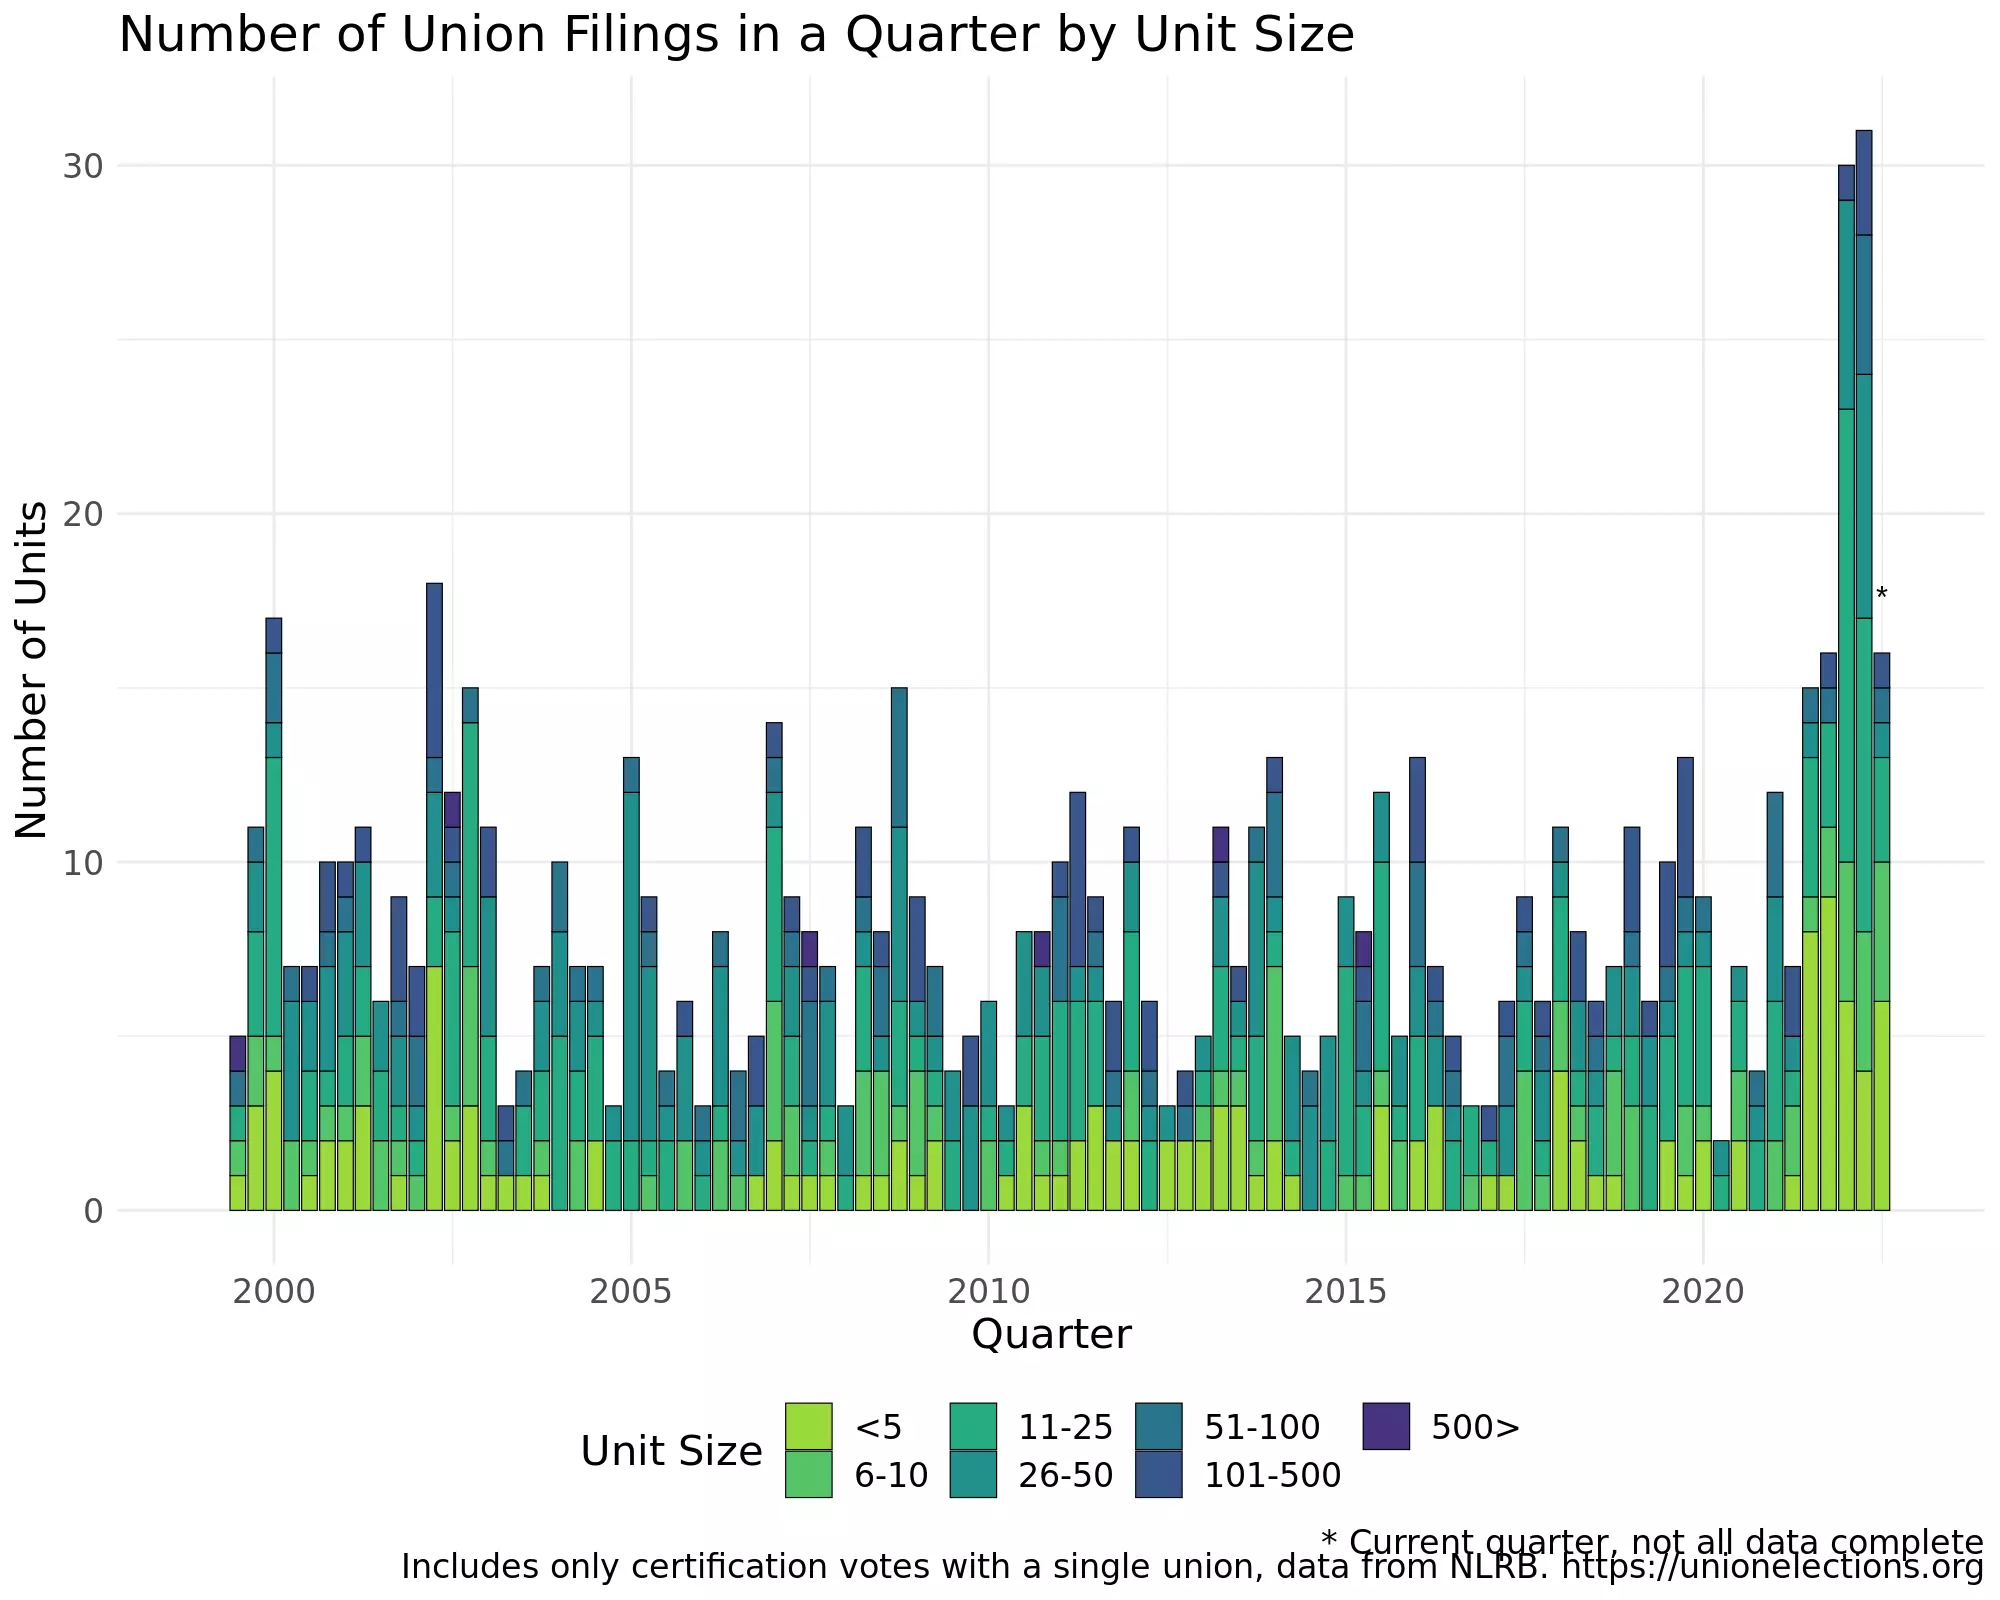 Number of Union Filings in a Quarter by Unit Size
Number of Units
30
20
10
0
*
2000 2005 2010 2015 2020
Quarter
Unit Size
<5 11-25 51-100 500>
6-10 26-50 101-500
* Current quarter, not all data complete
Includes only certification votes with a single union, data from NLRB. https://unionelections.org